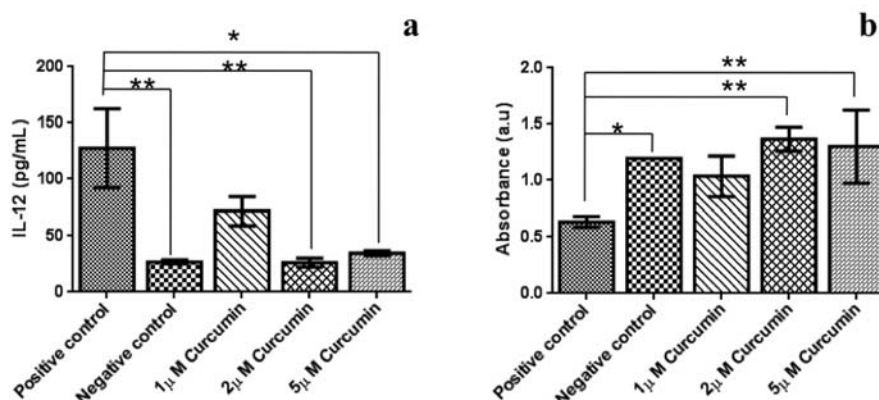 a
*
**
**
200
150
100
50
0
IL-12 (pg/mL)
Positive control
Negative control
1μ M Curcumin
2μ M Curcumin
5μ M Curcumin
b
**
**
*
2.0
1.5
1.0
0.5
0.0
Absorbance (a.u)
Positive control
Negative control
1μ M Curcumin
2μ M Curcumin
5μ M Curcumin